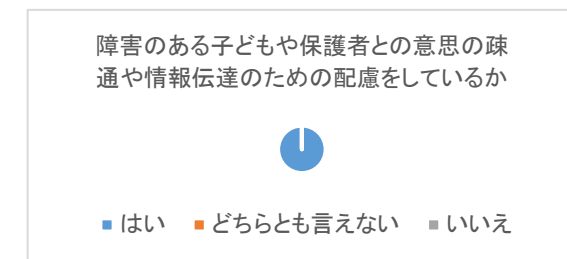 障害のある子どもや保護者との意思の疎
通や情報伝達のための配慮をしているか
はい どちらとも言えない いいえ